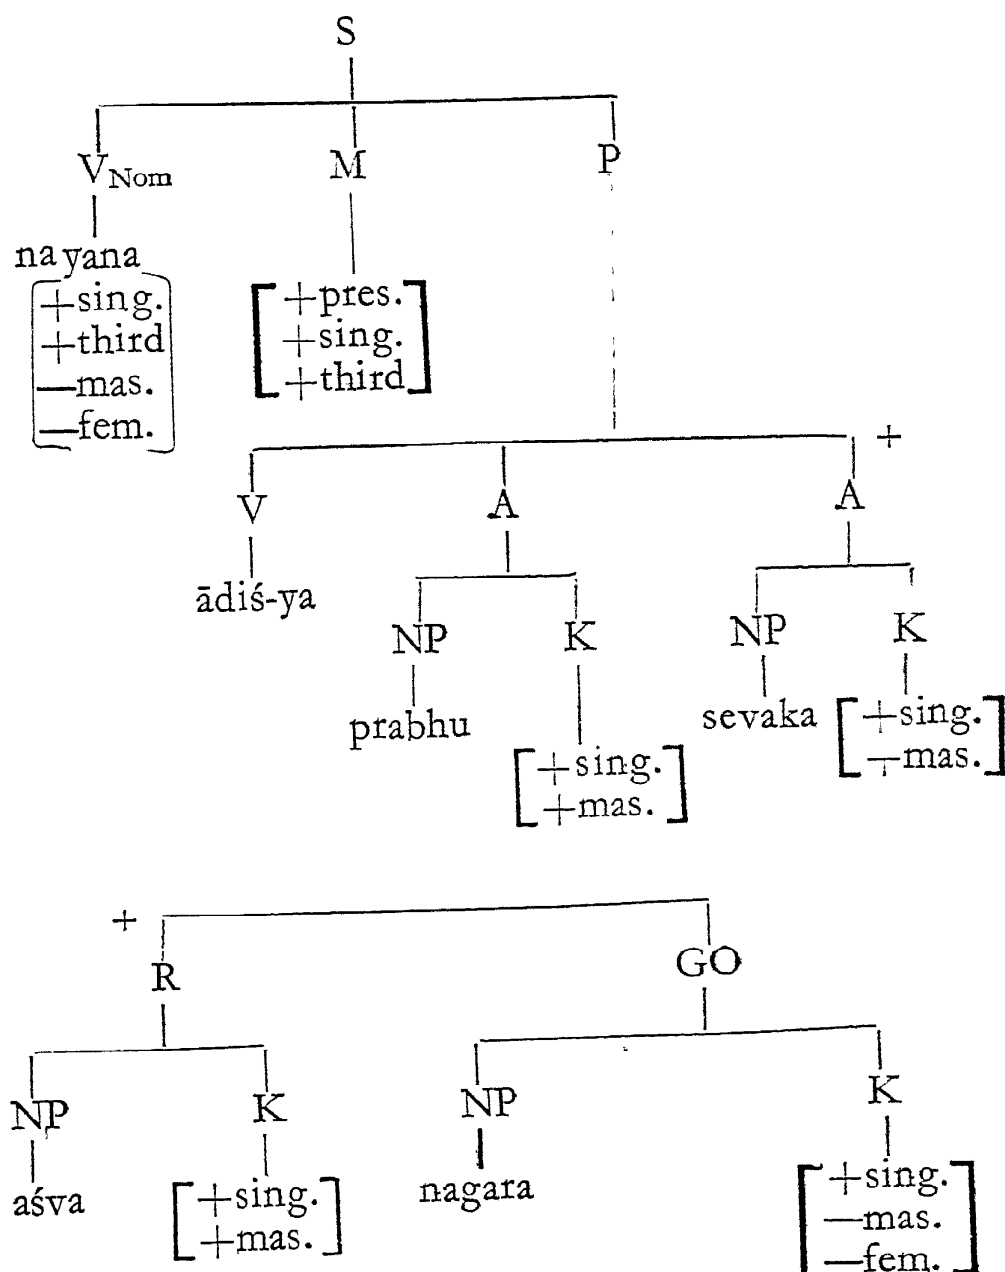 S
V Nom M P
nayana
+sing. +pres.
+third +sing.
—mas. +third
—fem.
+
V A A
ādiś-ya
NP K NP K
prabhu sevaka +sing.
+mas.
+sing.
+mas.
+
R GO
NP K NP K
aśva +sing. nagara +sing.
+mas. —mas.
—fem.